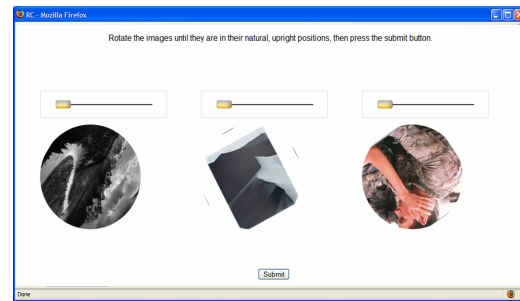 RC - Mozilla Firefox
Rotate the images until they are in their natural, upright positions, then press the submit button.
Submit
Done